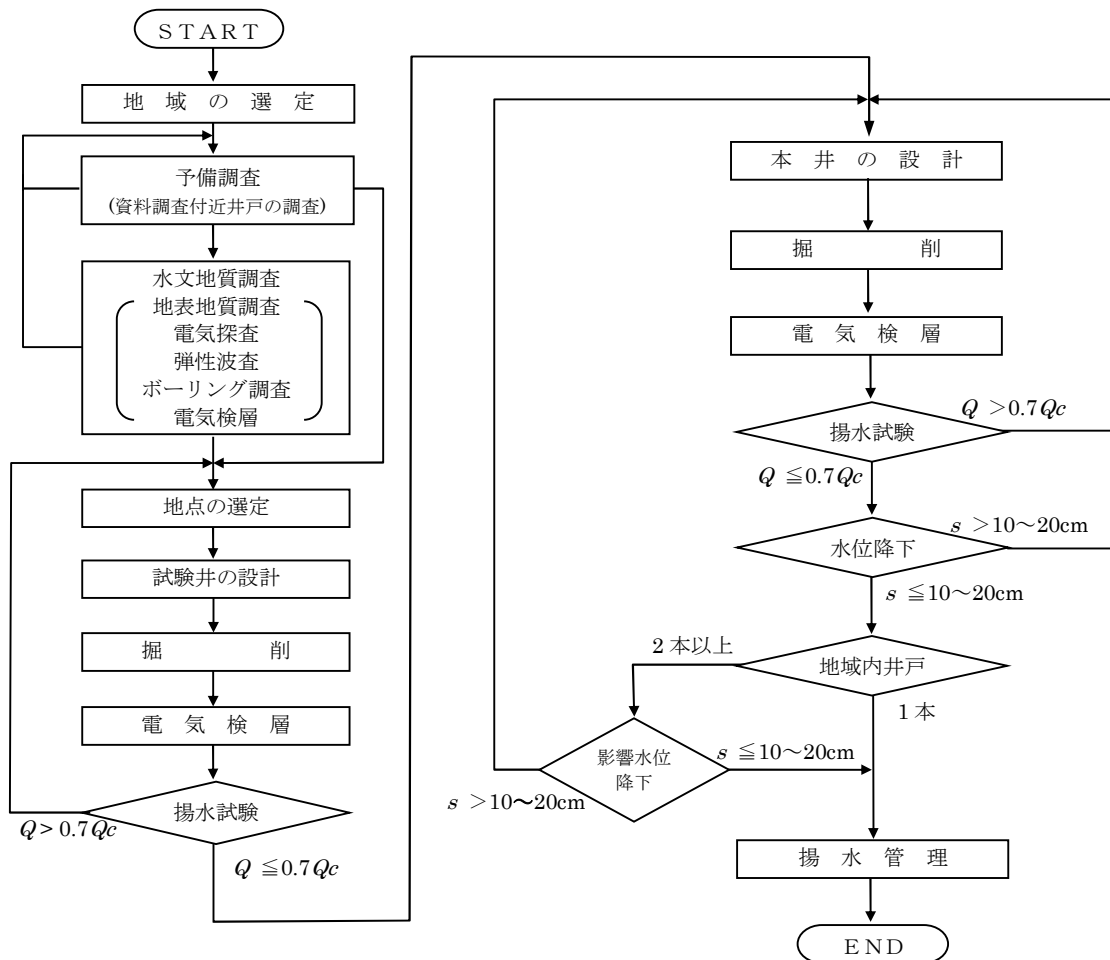 START
地域の選定
予備調査
(資料調査付近井戸の調査)
水文地質調査
地表地質調査
電気探査
弾性波査
ボーリング調査
電気検層
地点の選定
試験井の設計
掘削
電気検層
揚水試験
Q> 0.7Qc
Q ≦0.7Qc
本井の設計
掘削
電気検層
揚水試験
Q >0.7Qc
Q ≦0.7Qc
水位降下
s >10～20cm
s ≦10～20cm
地域内井戸
2本以上
1本
影響水位
降下
s ≦10～20cm
s >10～20cm
揚水管理
END